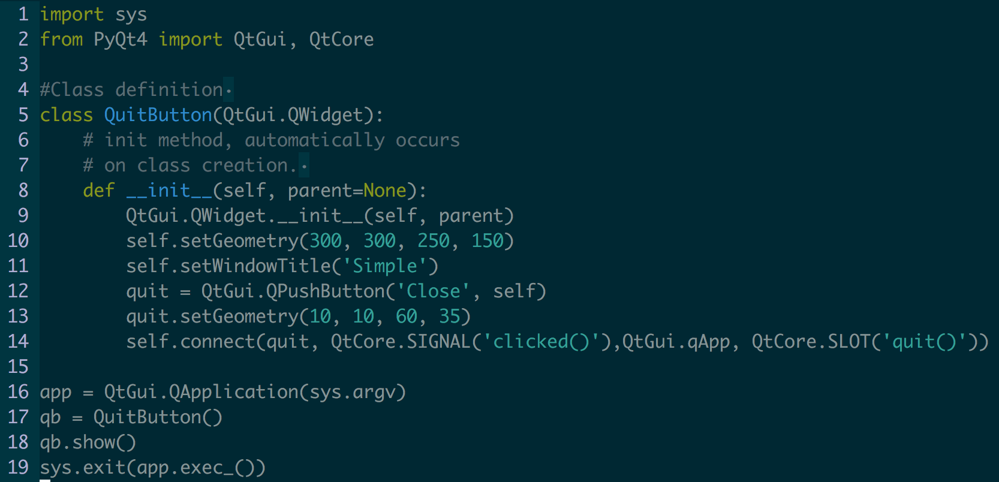 1 import sys
2 from PyQt4 import QtGui, QtCore
3
4 #Class definition·
5 class QuitButton(QtGui.QWidget):
6     # init method, automatically occurs
7     # on class creation.·
8     def __init__(self, parent=None):
9         QtGui.QWidget.__init__(self, parent)
10         self.setGeometry(300, 300, 250, 150)
11         self.setWindowTitle('Simple')
12         quit = QtGui.QPushButton('Close', self)
13         quit.setGeometry(10, 10, 60, 35)
14         self.connect(quit, QtCore.SIGNAL('clicked()'),QtGui.qApp, QtCore.SLOT('quit()'))
15
16 app = QtGui.QApplication(sys.argv)
17 qb = QuitButton()
18 qb.show()
19 sys.exit(app.exec_())